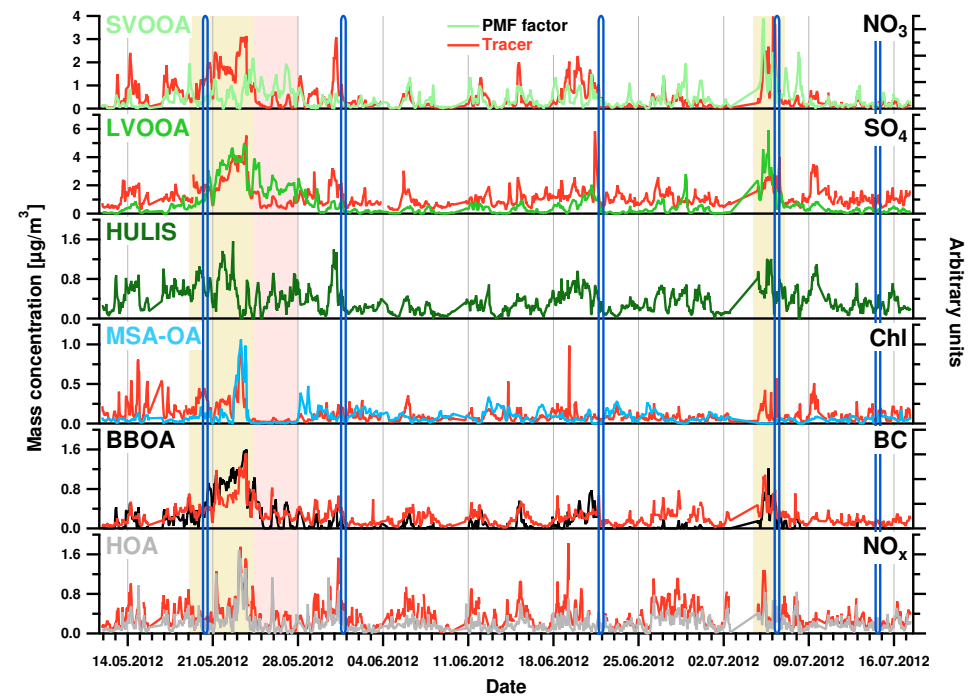 SVOOA PMF factor NO3
Tracer
4
3
2
1
0
LVOOA SO4
6
4
2
0
HULIS
1.6
0.8
0.0
MSA-OA Chl
1.0
0.5
0.0
BBOA BC
1.6
0.8
0.0
HOA NOx
1.6
0.8
0.0
Mass concentration [µg/m3]
Arbitrary units
14.05.2012 21.05.2012 28.05.2012 04.06.2012 11.06.2012 18.06.2012 25.06.2012 02.07.2012 09.07.2012 16.07.2012
Date